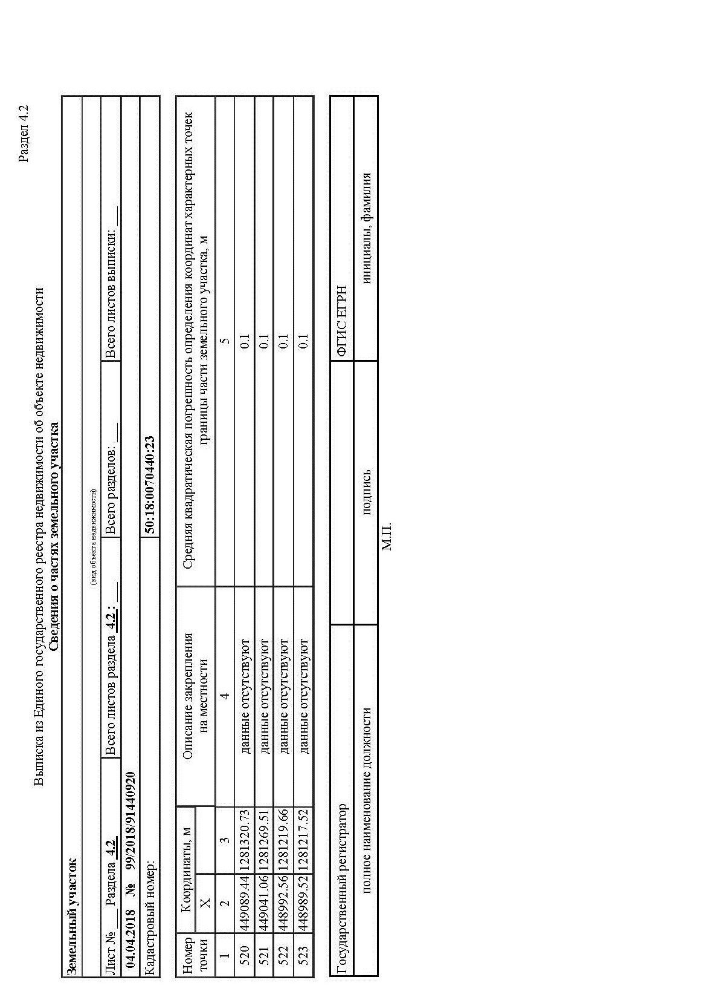 Раздел 4.2
Выписка из Единого государственного реестра недвижимости об объекте недвижимости
Сведения о частях земельного участка
Земельный участок
(вид объекта недвижимости)
Лист № ___ Раздела 4.2 Всего листов раздела 4.2 : ___ Всего разделов: ___ Всего листов выписки: ___
04.04.2018 № 99/2018/91440920
Кадастровый номер: 50:18:0070440:23
Номер Координаты, м Описание закрепления Средняя квадратическая погрешность определения координат характерных точек
точки X на местности границы части земельного участка, м
1 2 3 4 5
520 449089.44 1281320.73 данные отсутствуют 0.1
521 449041.06 1281269.51 данные отсутствуют 0.1
522 448992.56 1281219.66 данные отсутствуют 0.1
523 448989.52 1281217.52 данные отсутствуют 0.1
Государственный регистратор ФГИС ЕГРН
полное наименование должности подпись инициалы, фамилия
М.П.